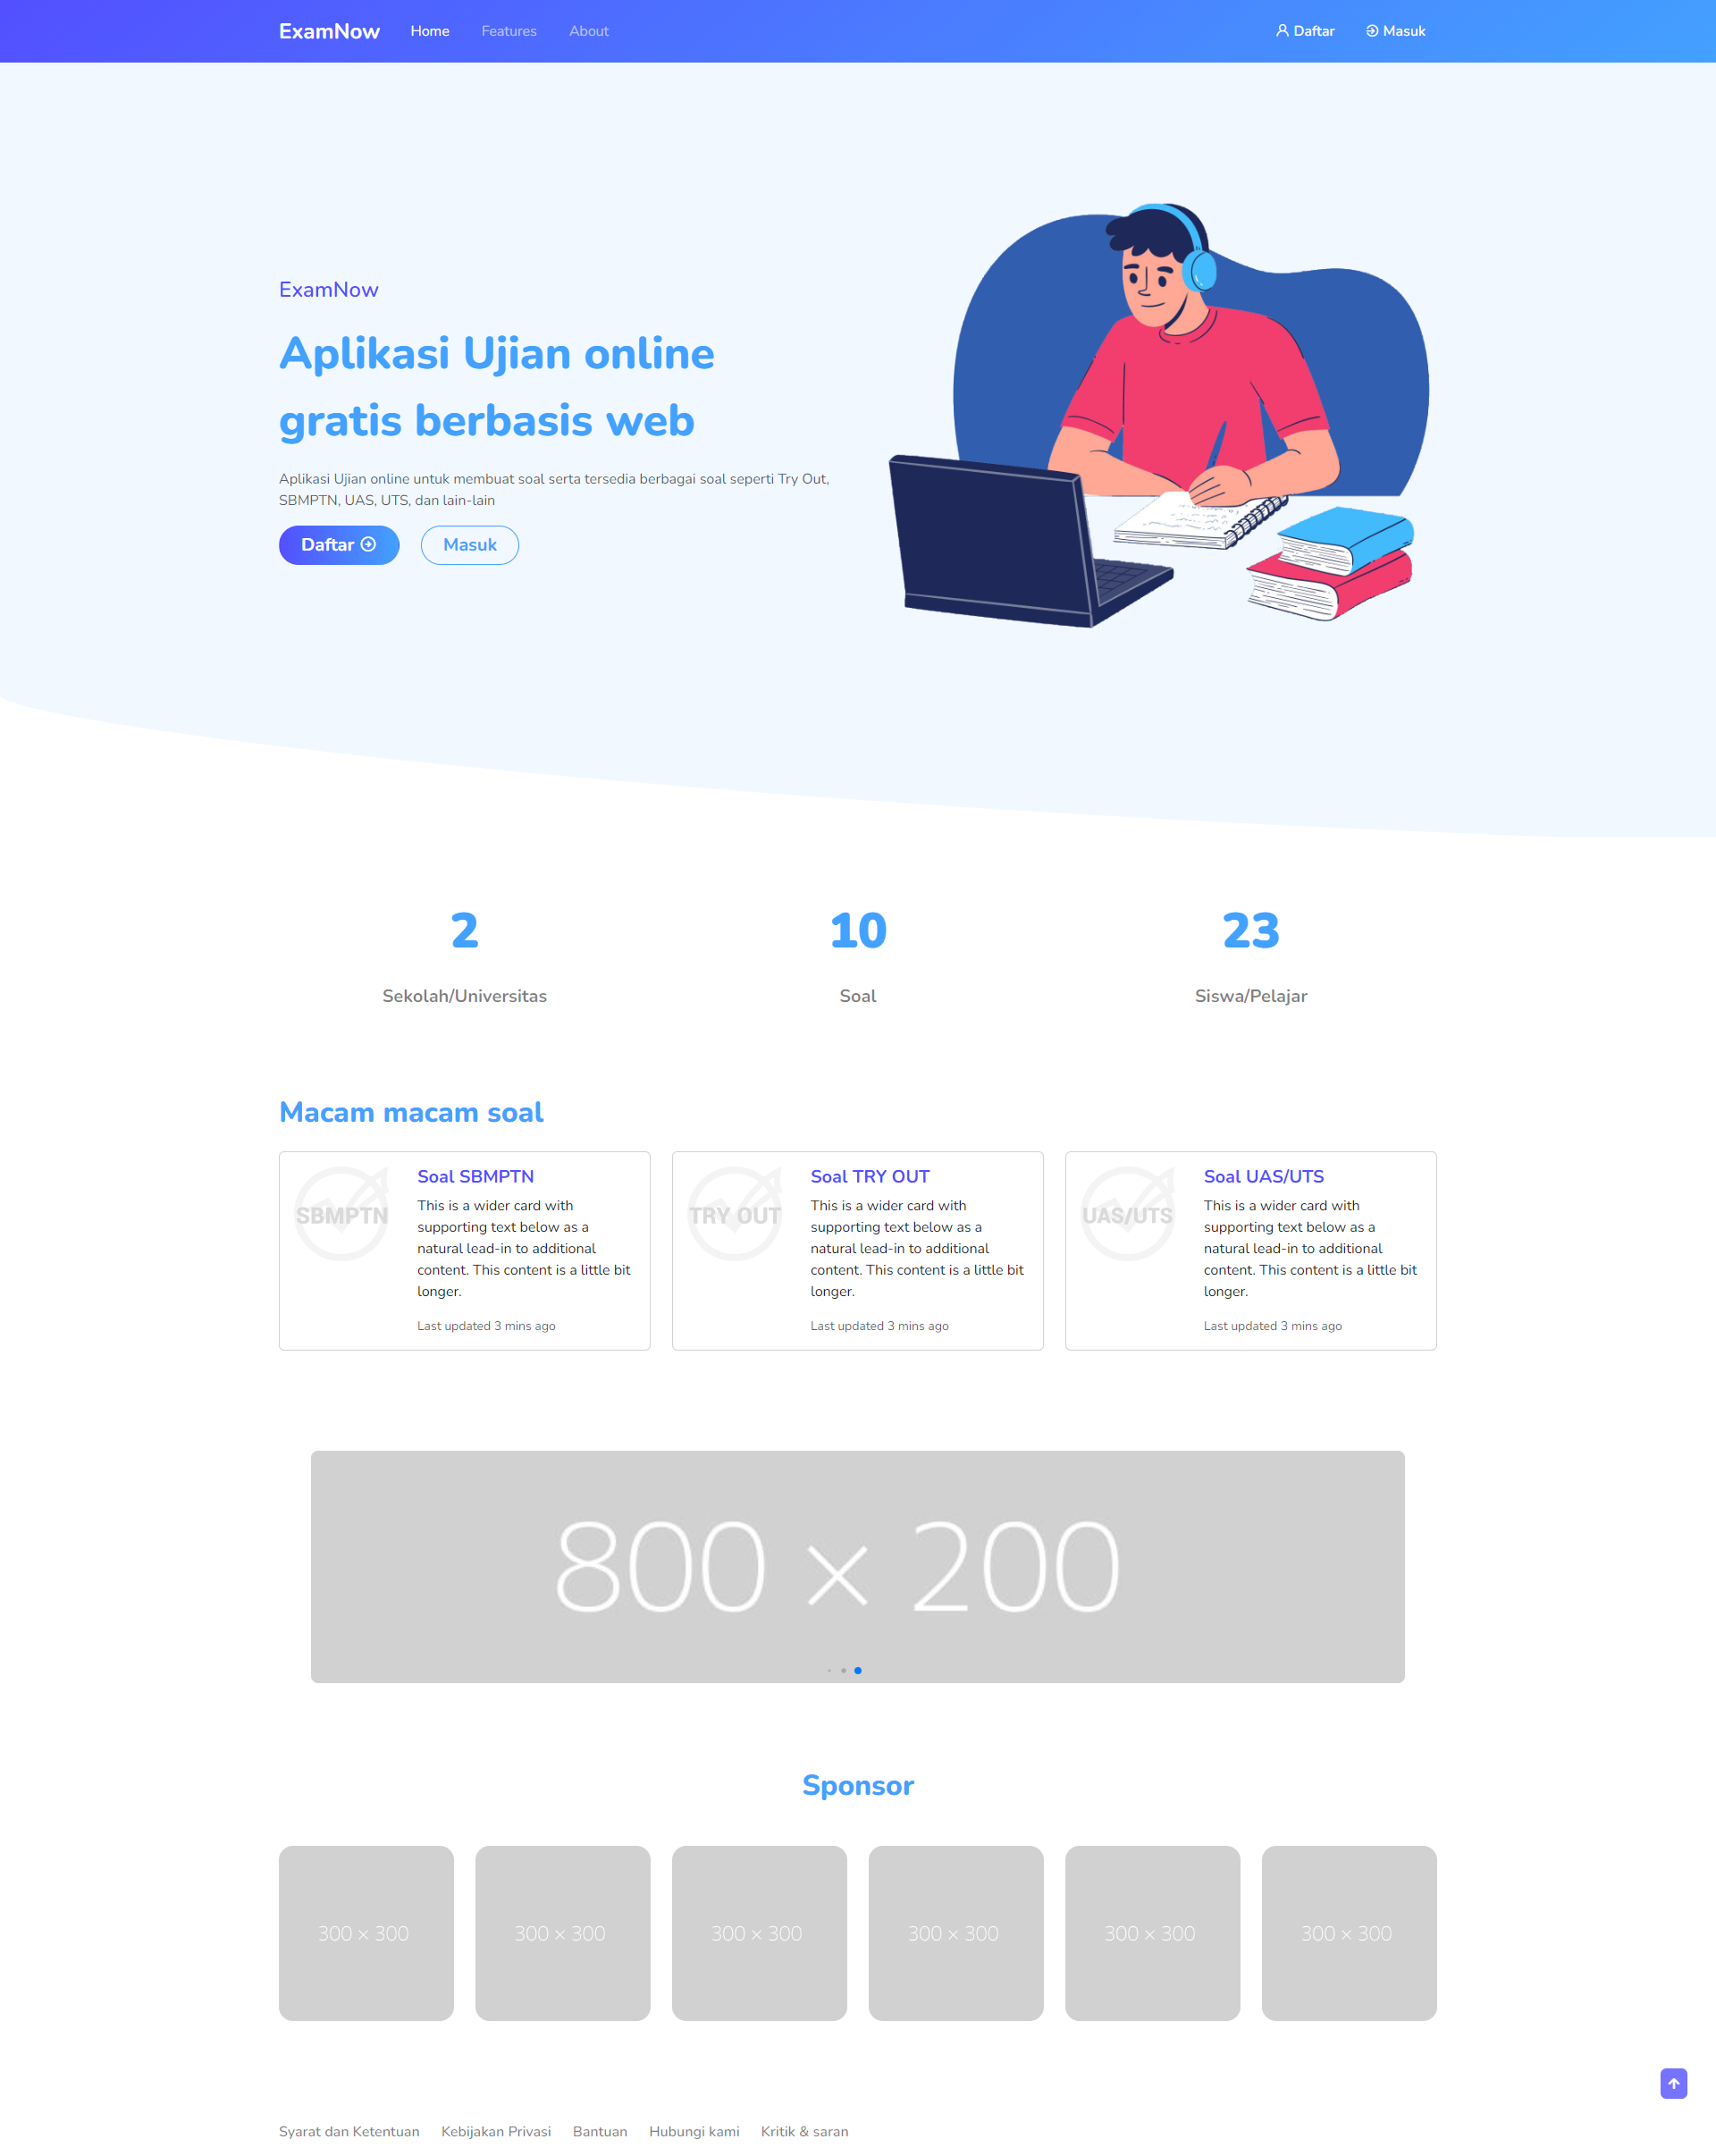 ExamNow Home Features About Daftar Masuk
ExamNow
Aplikasi Ujian online
gratis berbasis web
Aplikasi Ujian online untuk membuat soal serta tersedia berbagai soal seperti Try Out,
SBMPTN, UAS, UTS, dan lain-lain
Daftar Masuk
2 10 23
Sekolah/Universitas Soal Siswa/Pelajar
Macam macam soal
SBMPTN
Soal SBMPTN
This is a wider card with
supporting text below as a
natural lead-in to additional
content. This content is a little bit
longer.
Last updated 3 mins ago
TRY OUT
Soal TRY OUT
This is a wider card with
supporting text below as a
natural lead-in to additional
content. This content is a little bit
longer.
Last updated 3 mins ago
UAS/UTS
Soal UAS/UTS
This is a wider card with
supporting text below as a
natural lead-in to additional
content. This content is a little bit
longer.
Last updated 3 mins ago
800 × 200
Sponsor
300 × 300 300 × 300 300 × 300 300 × 300 300 × 300 300 × 300
Syarat dan Ketentuan Kebijakan Privasi Bantuan Hubungi kami Kritik & saran